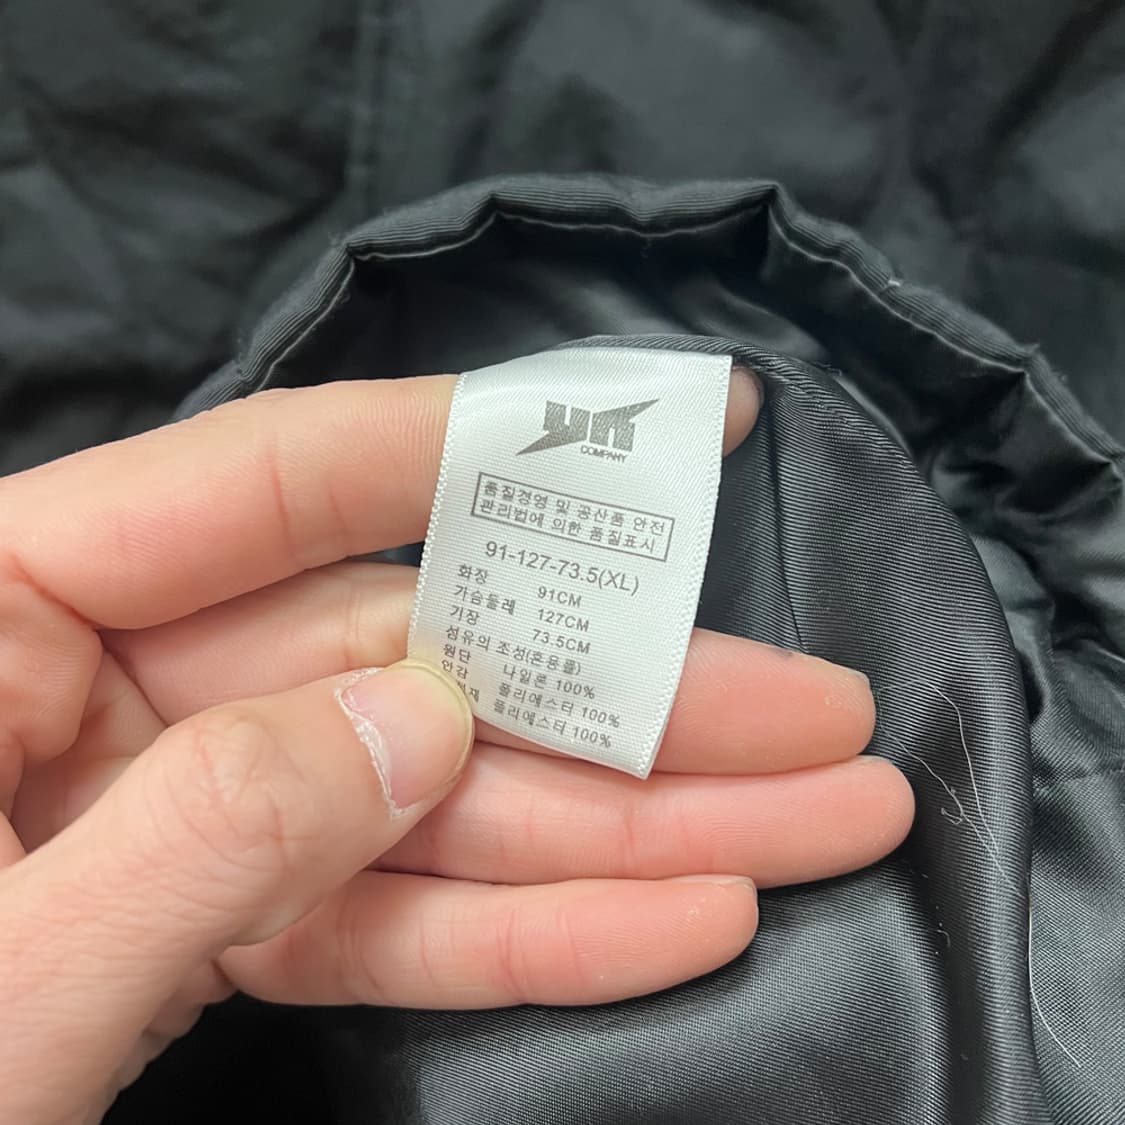 YK
COMPANY
품질경영 및 공산품 안전
관리법에 의한 품질표시
91-127-73.5(XL)
화장 91CM
가슴둘레 127CM
기장 73.5CM
섬유의 조성(혼용률)
원단 나일론 100%
안감 폴리에스터 100%
폴리에스터 100%